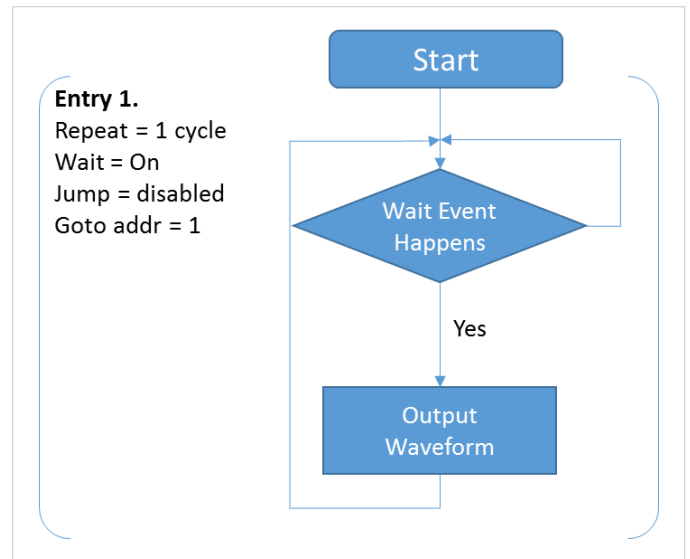 Start
Entry 1.
Repeat = 1 cycle
Wait = On
Jump = disabled
Goto addr = 1
Wait Event
Happens
Yes
Output
Waveform